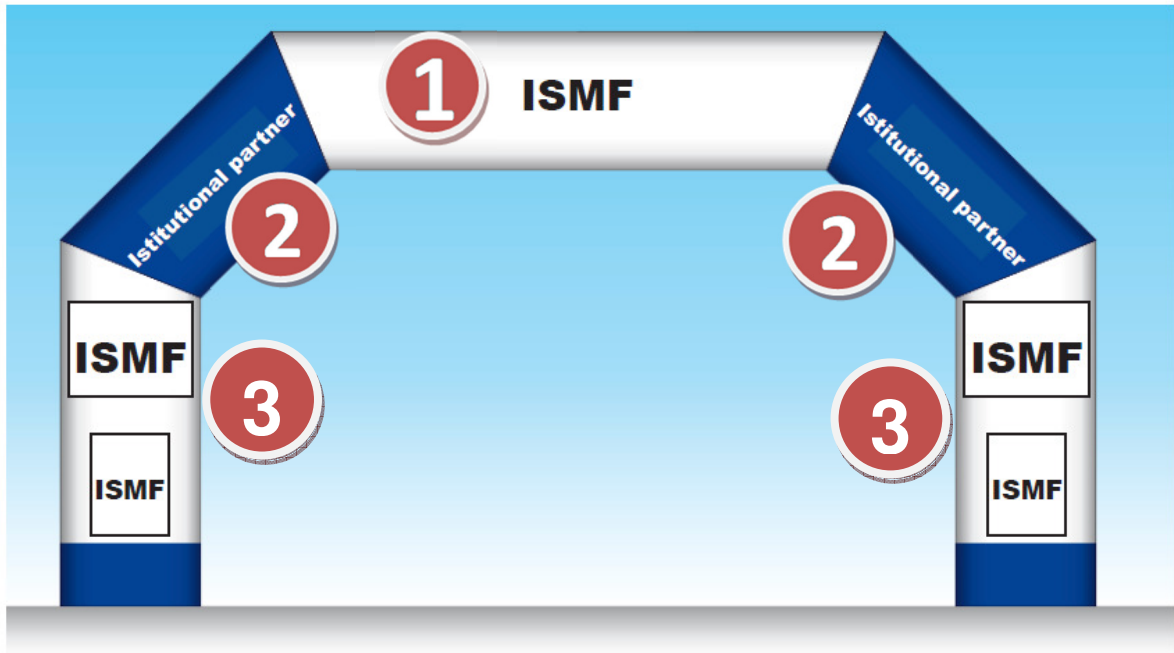 1
ISMF
Istitutional partner
Istitutional partner
2
2
ISMF
ISMF
3
3
ISMF
ISMF